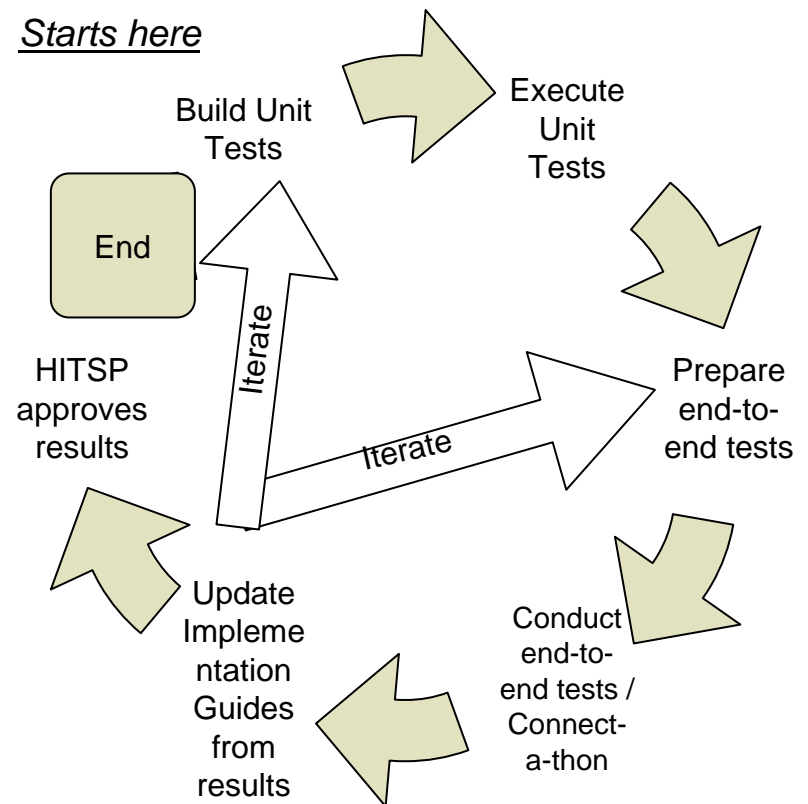 Starts here
Build Unit
Tests
Execute
Unit
Tests
Prepare
end-to-
end tests
Conduct
end-to-
end tests /
Connect-
a-thon
Update
Impleme
ntation
Guides
from
results
HITSP
approves
results
End
Iterate
Iterate